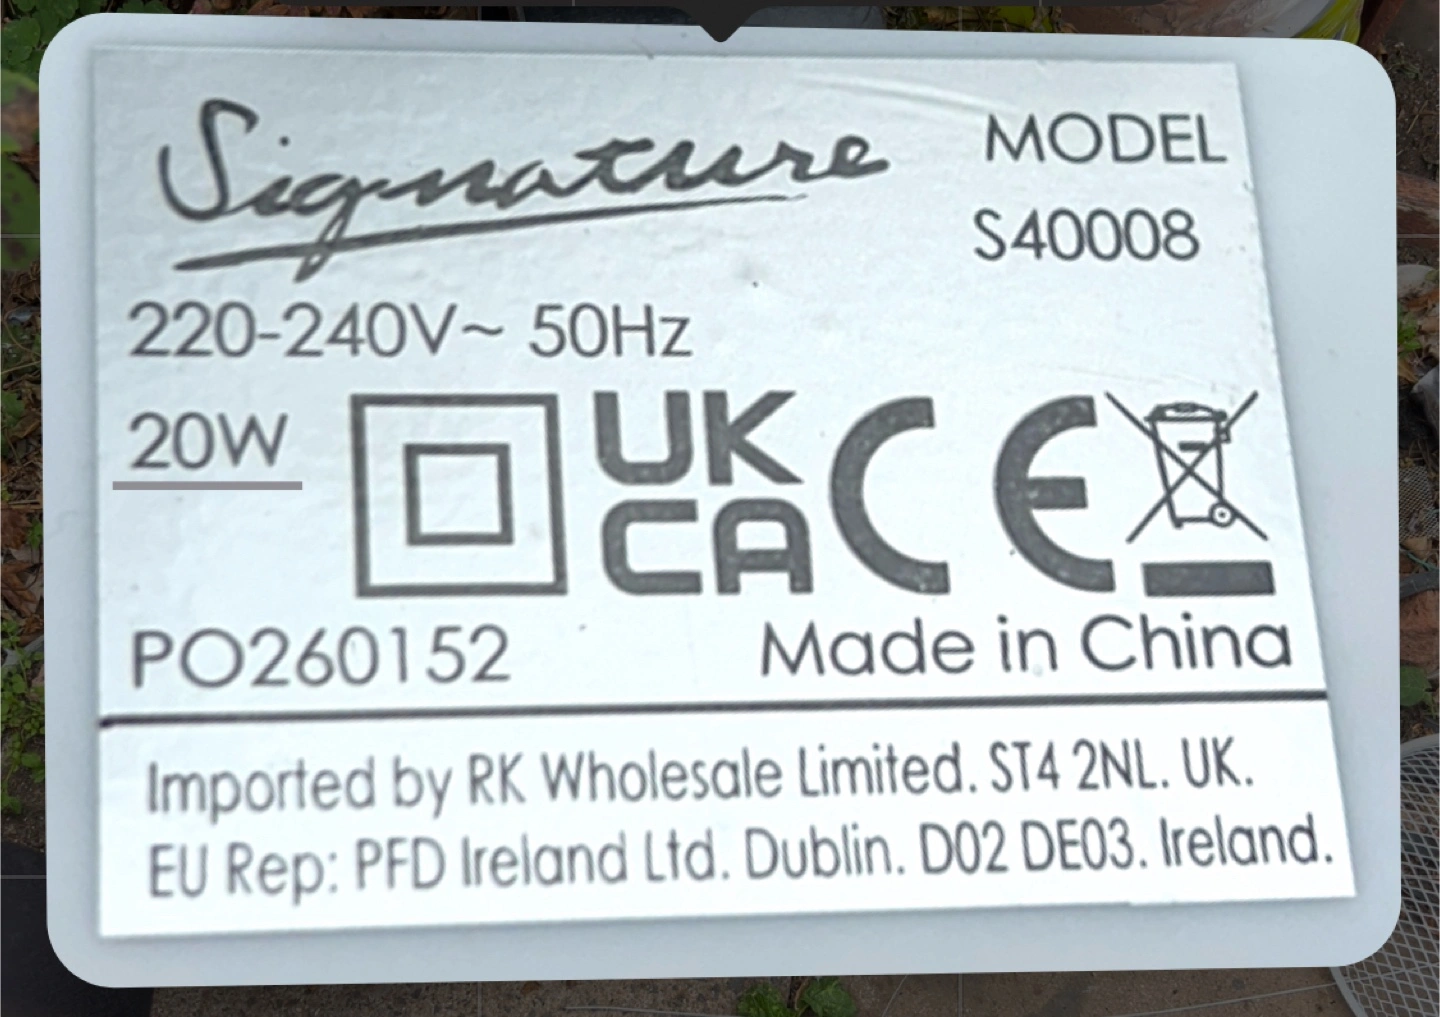 Signature
MODEL
S40008
220-240V~ 50Hz
20W
UK
CA
CE
PO260152
Made in China
Imported by RK Wholesale Limited. ST4 2NL. UK.
EU Rep: PFD Ireland Ltd. Dublin. D02 DE03. Ireland.